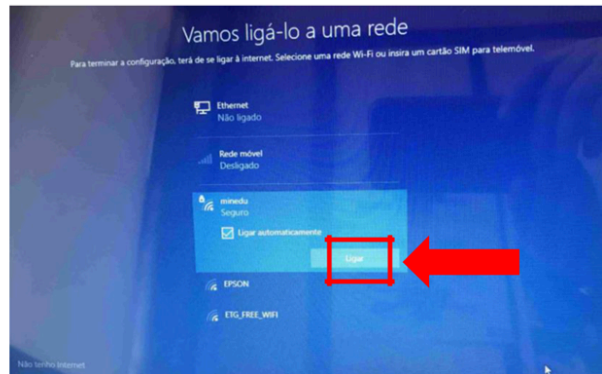 Vamos ligá-lo a uma rede
Para terminar a configuração, terá de se ligar à internet. Selecione uma rede Wi-Fi ou insira um cartão SIM para telemóvel.
Ethernet
Não ligado
Rede móvel
Desligado
minedu
Seguro
Ligar automaticamente
Ligar
EPSON
ETG_FREE_WIFI
Não tenho Internet